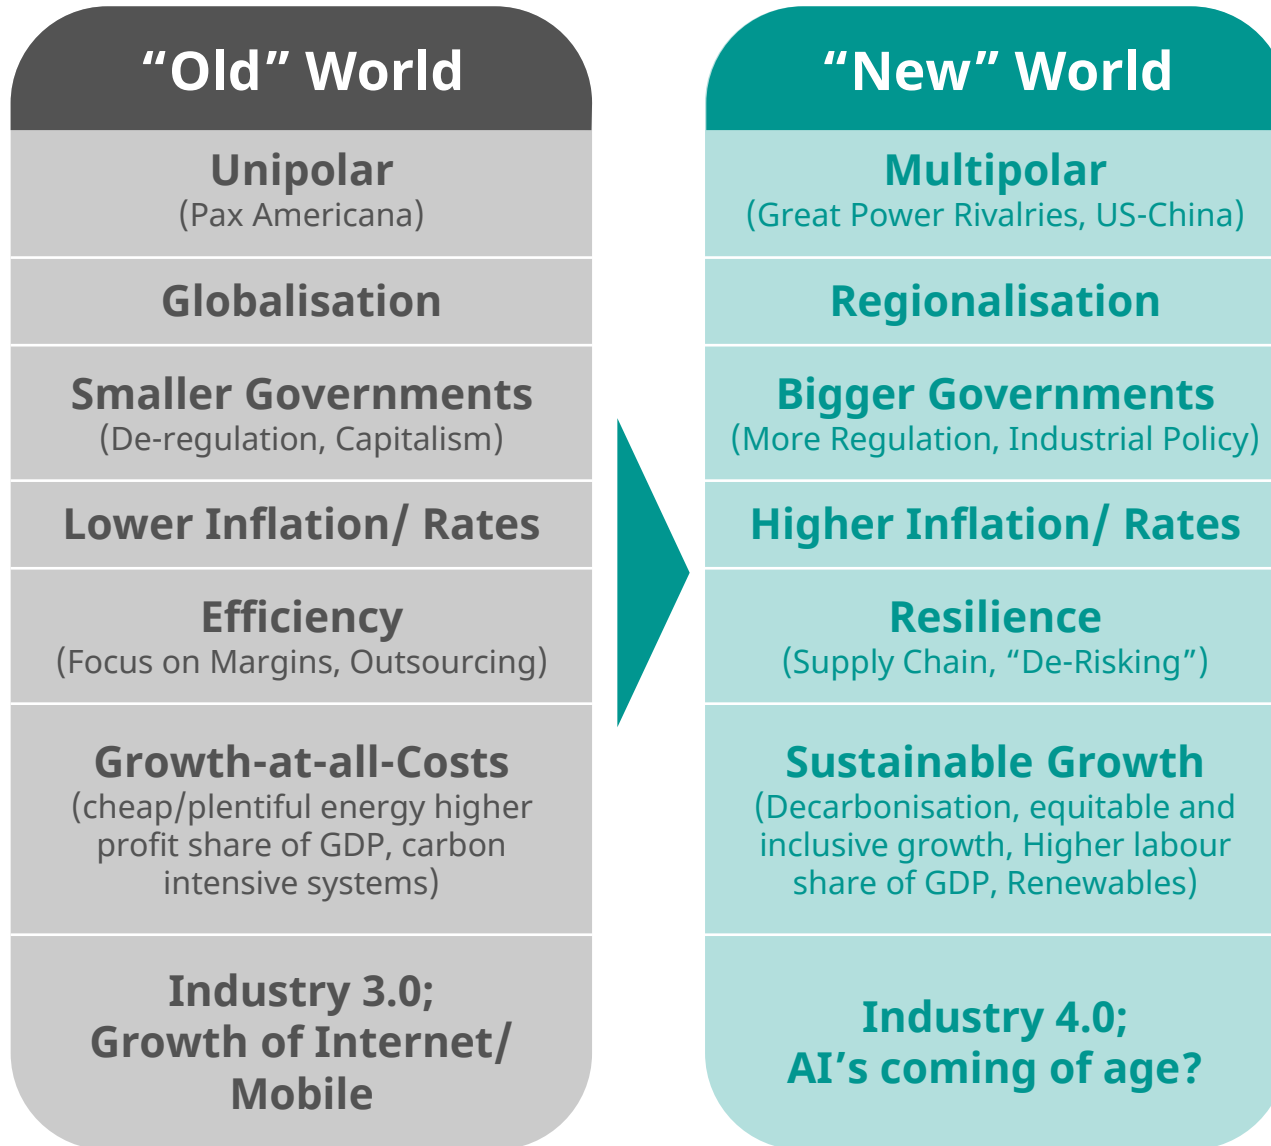 “Old” World
Unipolar
(Pax Americana)
Globalisation
Smaller Governments
(De-regulation, Capitalism)
Lower Inflation/ Rates
Efficiency
(Focus on Margins, Outsourcing)
Growth-at-all-Costs
(cheap/plentiful energy higher
profit share of GDP, carbon
intensive systems)
Industry 3.0;
Growth of Internet/
Mobile
“New” World
Multipolar
(Great Power Rivalries, US-China)
Regionalisation
Bigger Governments
(More Regulation, Industrial Policy)
Higher Inflation/ Rates
Resilience
(Supply Chain, “De-Risking”)
Sustainable Growth
(Decarbonisation, equitable and
inclusive growth, Higher labour
share of GDP, Renewables)
Industry 4.0;
AI’s coming of age?